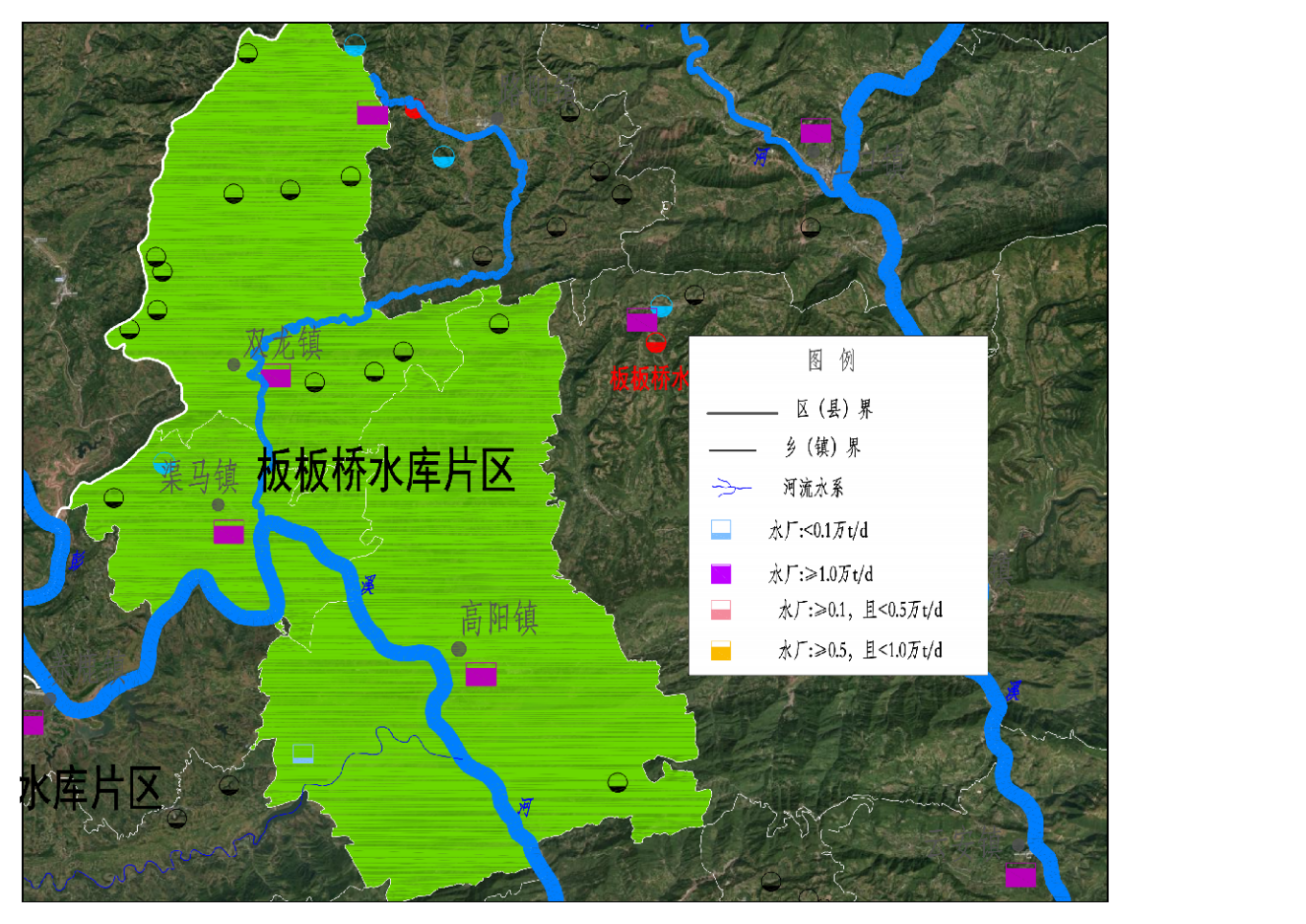 河
双龙镇
板板桥水
渠马镇
板板桥水库片区
彭
溪
高阳镇
溪
水库片区
河
图 例
区（县）界
乡（镇）界
河流水系
水厂:<0.1万t/d
水厂:≥1.0万t/d
水厂:≥0.1，且<0.5万t/d
水厂:≥0.5，且<1.0万t/d